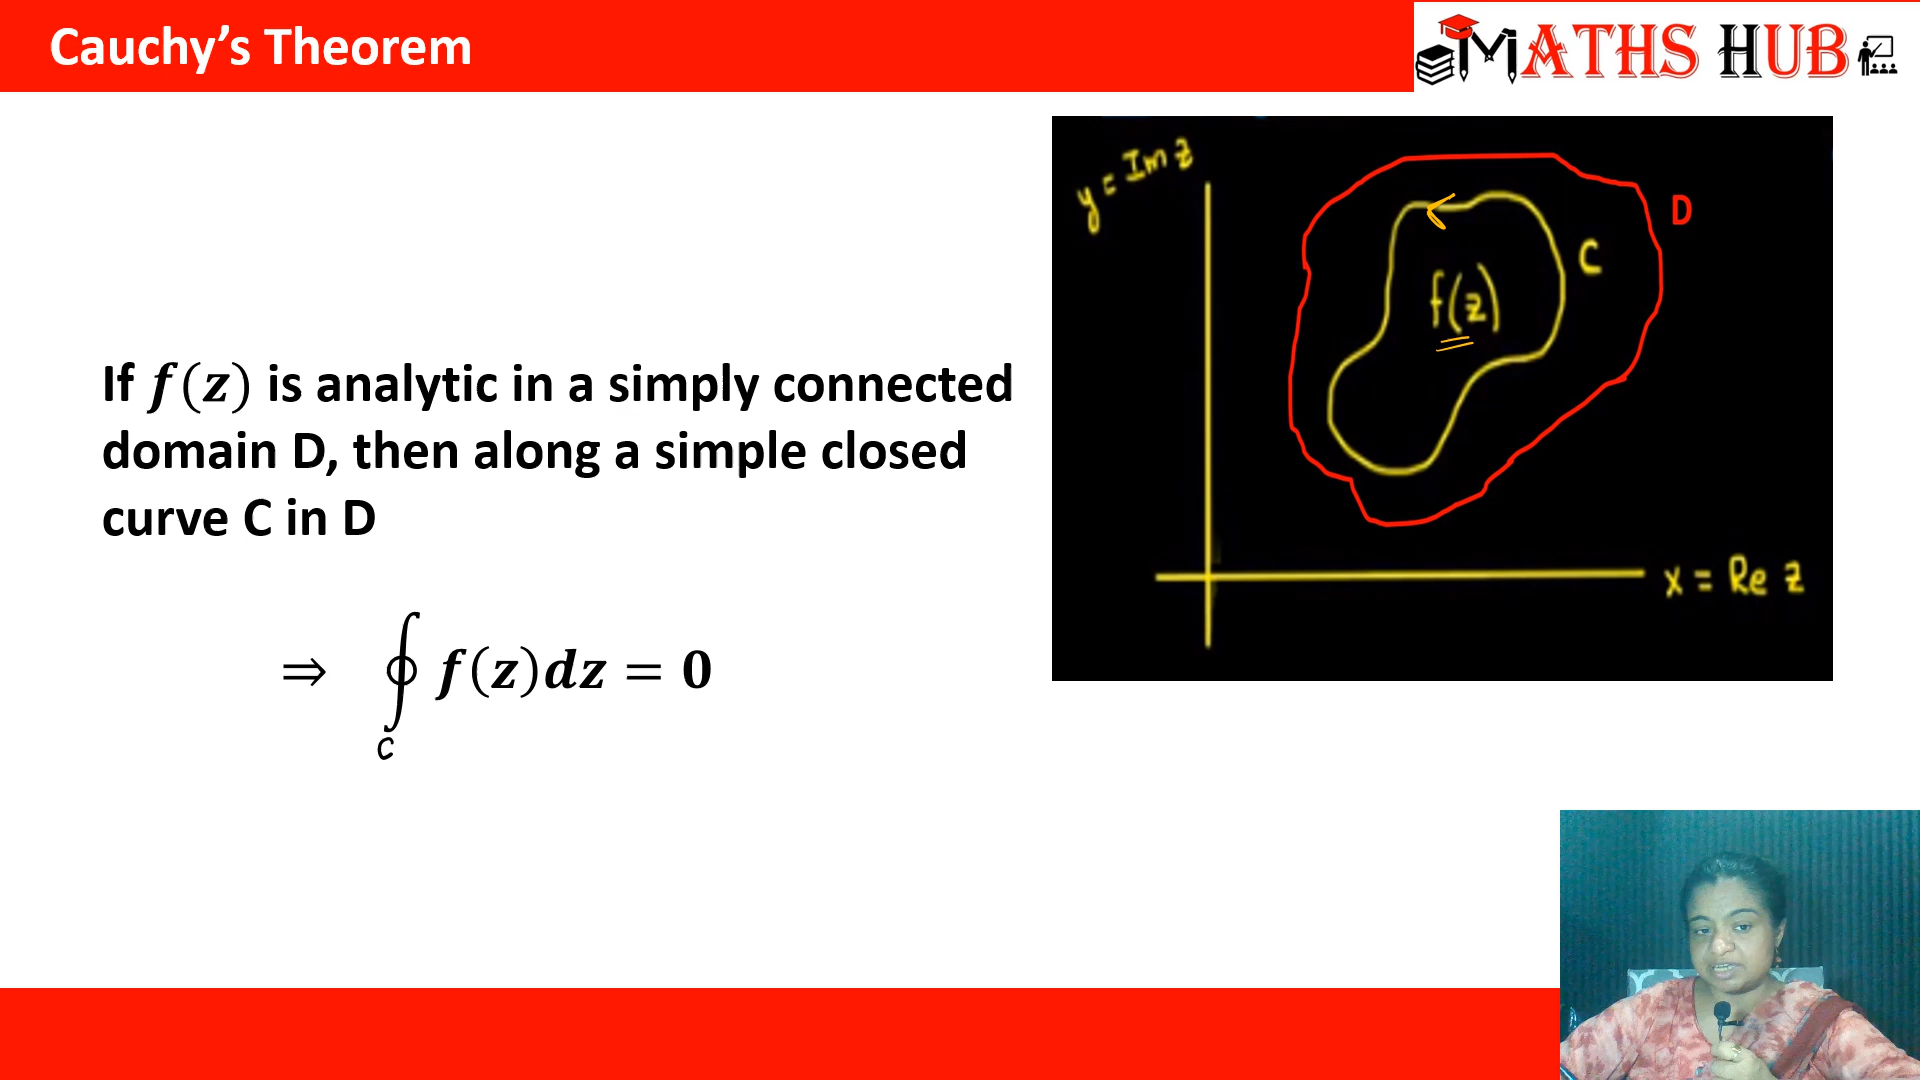 Cauchy’s Theorem
MATHS HUB
y = Im z
D
C
f(z)
If f(z) is analytic in a simply connected
domain D, then along a simple closed
curve C in D
⇒ ∮ f(z)dz = 0
C
x = Re z